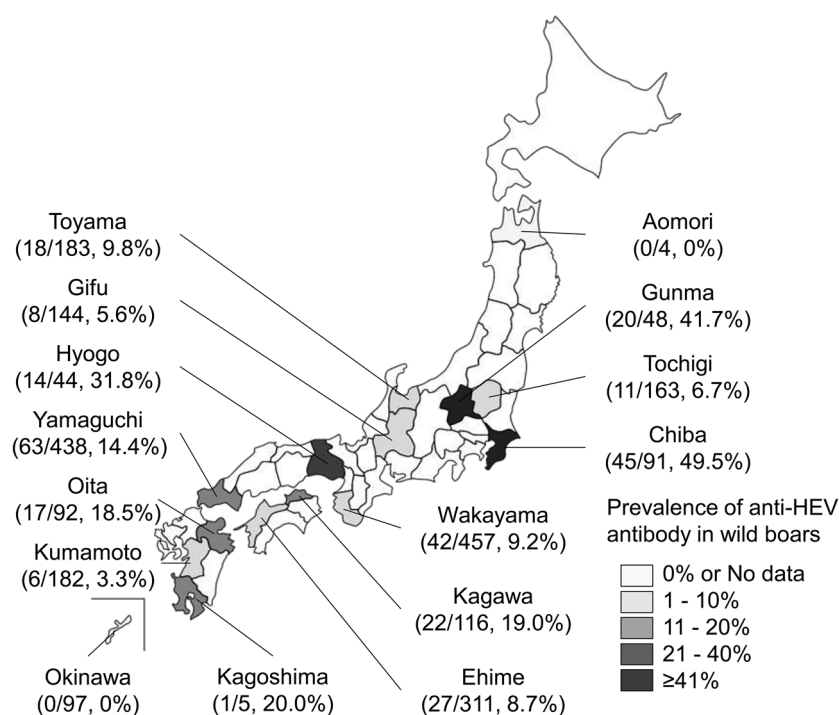 Toyama
(18/183, 9.8%)
Gifu
(8/144, 5.6%)
Hyogo
(14/44, 31.8%)
Yamaguchi
(63/438, 14.4%)
Oita
(17/92, 18.5%)
Kumamoto
(6/182, 3.3%)
Okinawa
(0/97, 0%)
Kagoshima
(1/5, 20.0%)
Ehime
(27/311, 8.7%)
Kagawa
(22/116, 19.0%)
Wakayama
(42/457, 9.2%)
Aomori
(0/4, 0%)
Gunma
(20/48, 41.7%)
Tochigi
(11/163, 6.7%)
Chiba
(45/91, 49.5%)
Prevalence of anti-HEV
antibody in wild boars
0% or No data
1 - 10%
11 - 20%
21 - 40%
≥41%